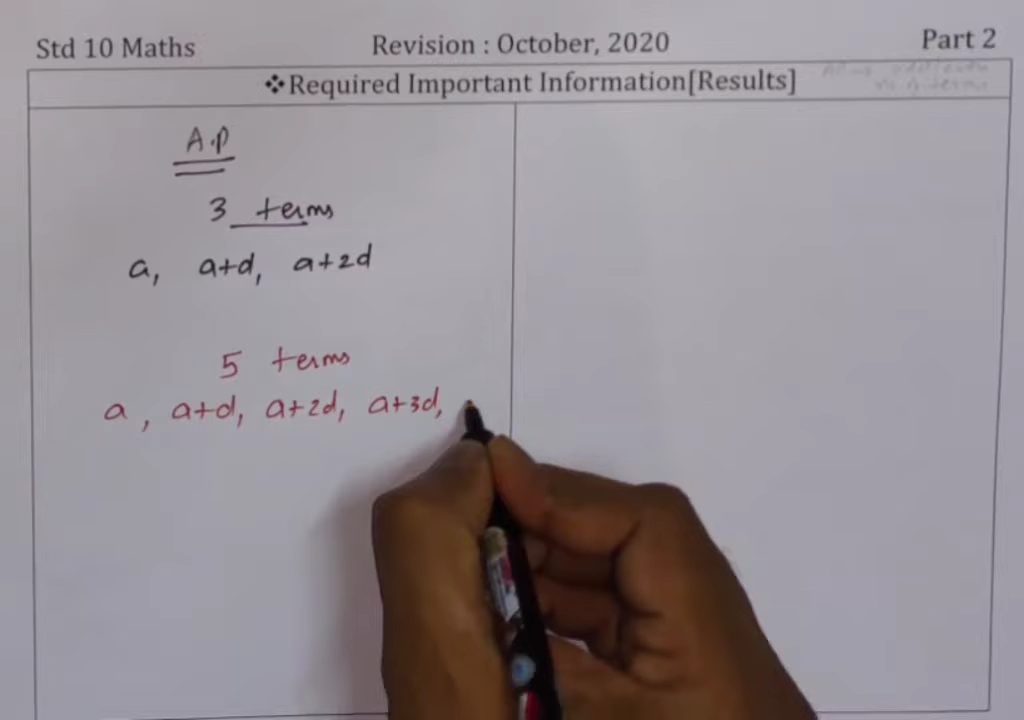 Std 10 Maths Revision : October, 2020 Part 2
❖Required Important Information[Results]
A.P
3 terms
a, a+d, a+2d
5 terms
a, a+d, a+2d, a+3d,